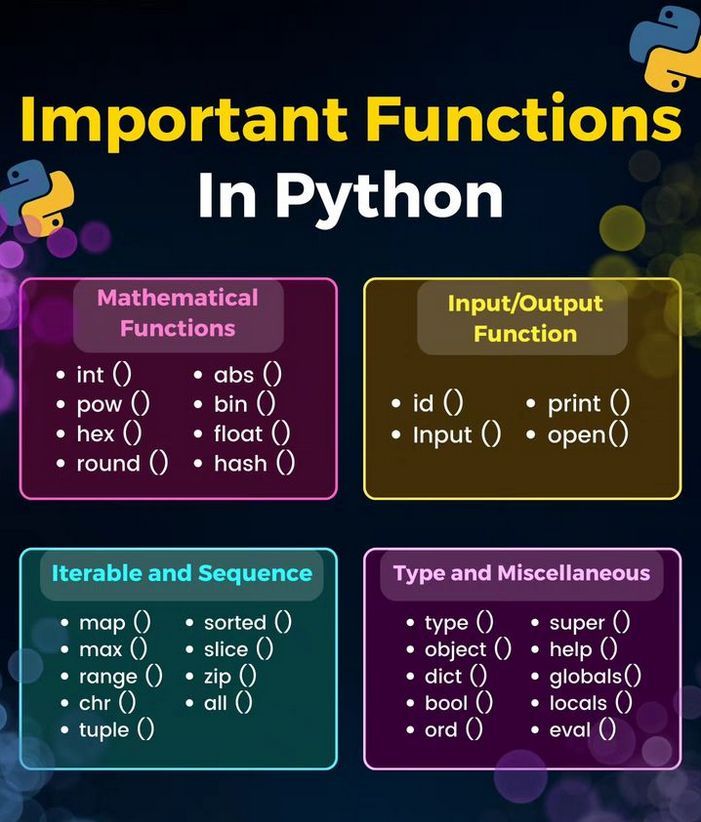 Important Functions
In Python
Mathematical
Functions
• int ()
• pow ()
• hex ()
• round ()
• abs ()
• bin ()
• float ()
• hash ()
Input/Output
Function
• id ()
• Input ()
• print ()
• open()
Iterable and Sequence
• map ()
• max ()
• range ()
• chr ()
• tuple ()
• sorted ()
• slice ()
• zip ()
• all ()
Type and Miscellaneous
• type ()
• object ()
• dict ()
• bool ()
• ord ()
• super ()
• help ()
• globals()
• locals ()
• eval ()